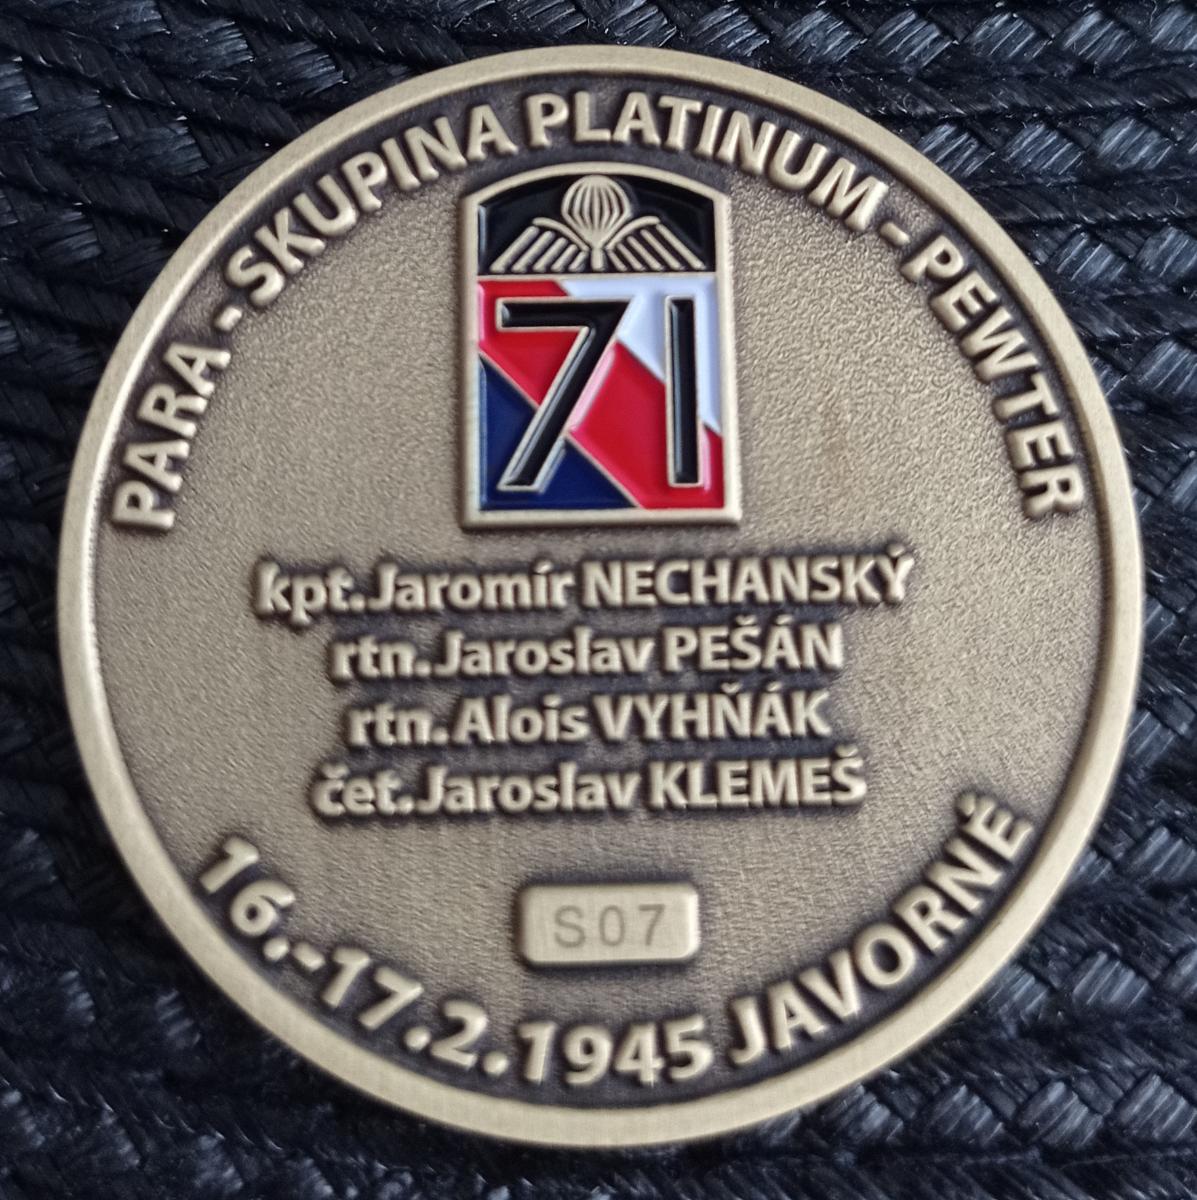 PARA - SKUPINA PLATINUM - PEWTER
71
kpt.Jaromír NECHANSKÝ
rtn.Jaroslav PEŠÁN
rtn.Alois VYHŇÁK
čet.Jaroslav KLEMEŠ
S07
16.-17.2.1945 JAVORNÉ